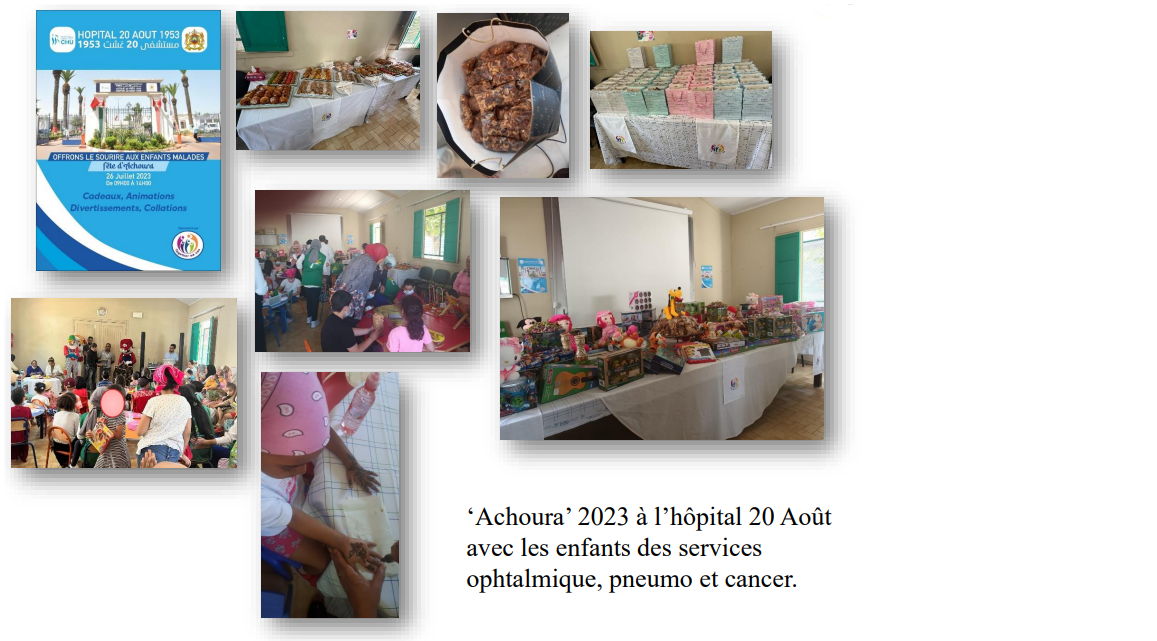 CHU
HOPITAL 20 AOUT 1953
مستشفى 20 غشت 1953
OFFRONS LE SOURIRE AUX ENFANTS MALADES
fête d'Achoura
26 Juillet 2023
De 09H00 À 14H00
Cadeaux, Animations
Divertissements, Collations
‘Achoura’ 2023 à l’hôpital 20 Août
avec les enfants des services
ophtalmique, pneumo et cancer.